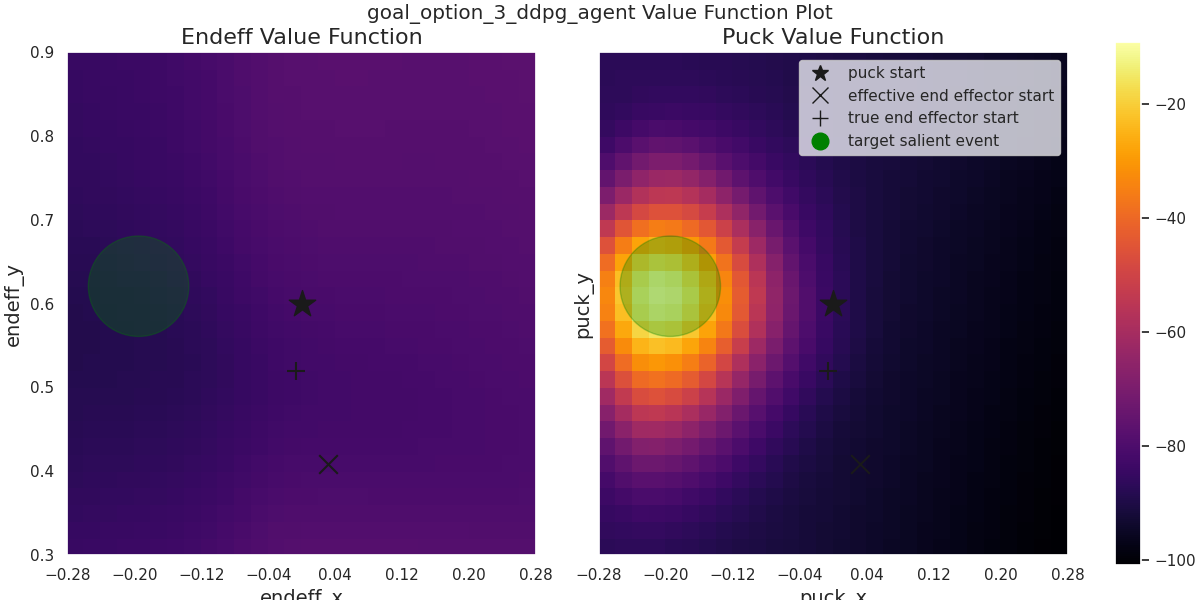 goal_option_3_ddpg_agent Value Function Plot
Endeff Value Function
Puck Value Function
0.9
0.8
0.7
0.6
0.5
0.4
0.3
endeff_y
−0.28
−0.20
−0.12
−0.04
0.04
0.12
0.20
0.28
endeff_x
puck_y
puck start
effective end effector start
true end effector start
target salient event
−0.28
−0.20
−0.12
−0.04
0.04
0.12
0.20
0.28
puck_x
−20
−40
−60
−80
−100